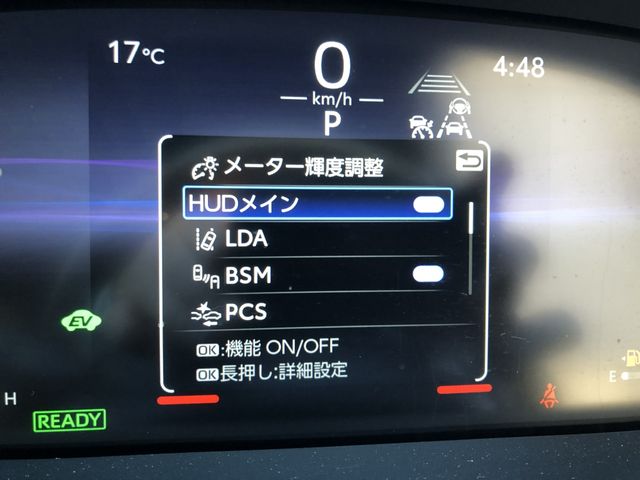 17℃
0
4:48
km/h
P
メーター輝度調整
HUDメイン
LDA
BSM
PCS
EV
OK:機能 ON/OFF
OK長押し:詳細設定
E
H
READY